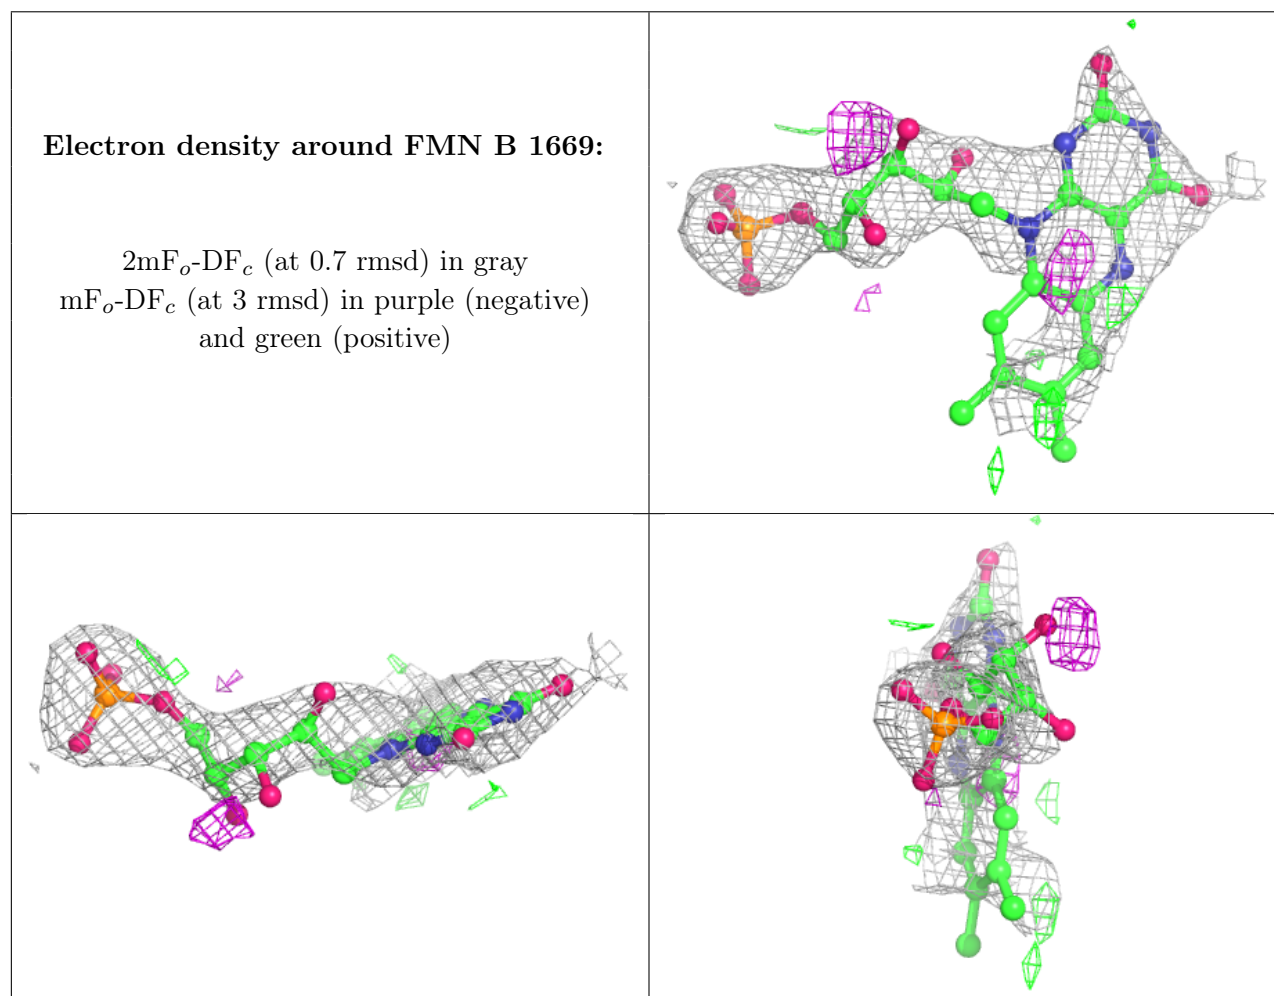 Electron density around FMN B 1669:
2mFo-DFc (at 0.7 rmsd) in gray
mFo-DFc (at 3 rmsd) in purple (negative)
and green (positive)